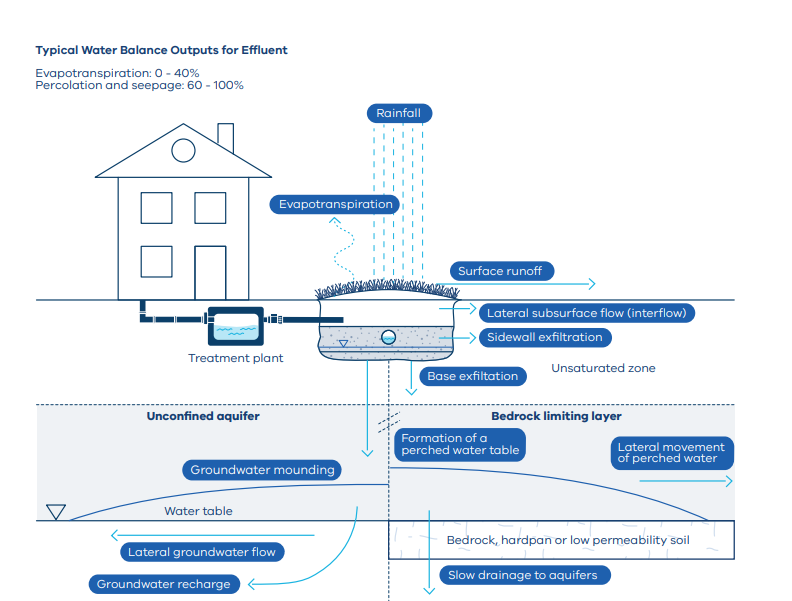 Typical Water Balance Outputs for Effluent
Evapotranspiration: 0 - 40%
Percolation and seepage: 60 - 100%
Rainfall
Evapotranspiration
Surface runoff
Lateral subsurface flow (interflow)
Sidewall exfiltration
Treatment plant
Unsaturated zone
Base exfiltration
Unconfined aquifer
Bedrock limiting layer
Formation of a
perched water table
Lateral movement
of perched water
Groundwater mounding
Water table
Bedrock, hardpan or low permeability soil
Lateral groundwater flow
Slow drainage to aquifers
Groundwater recharge